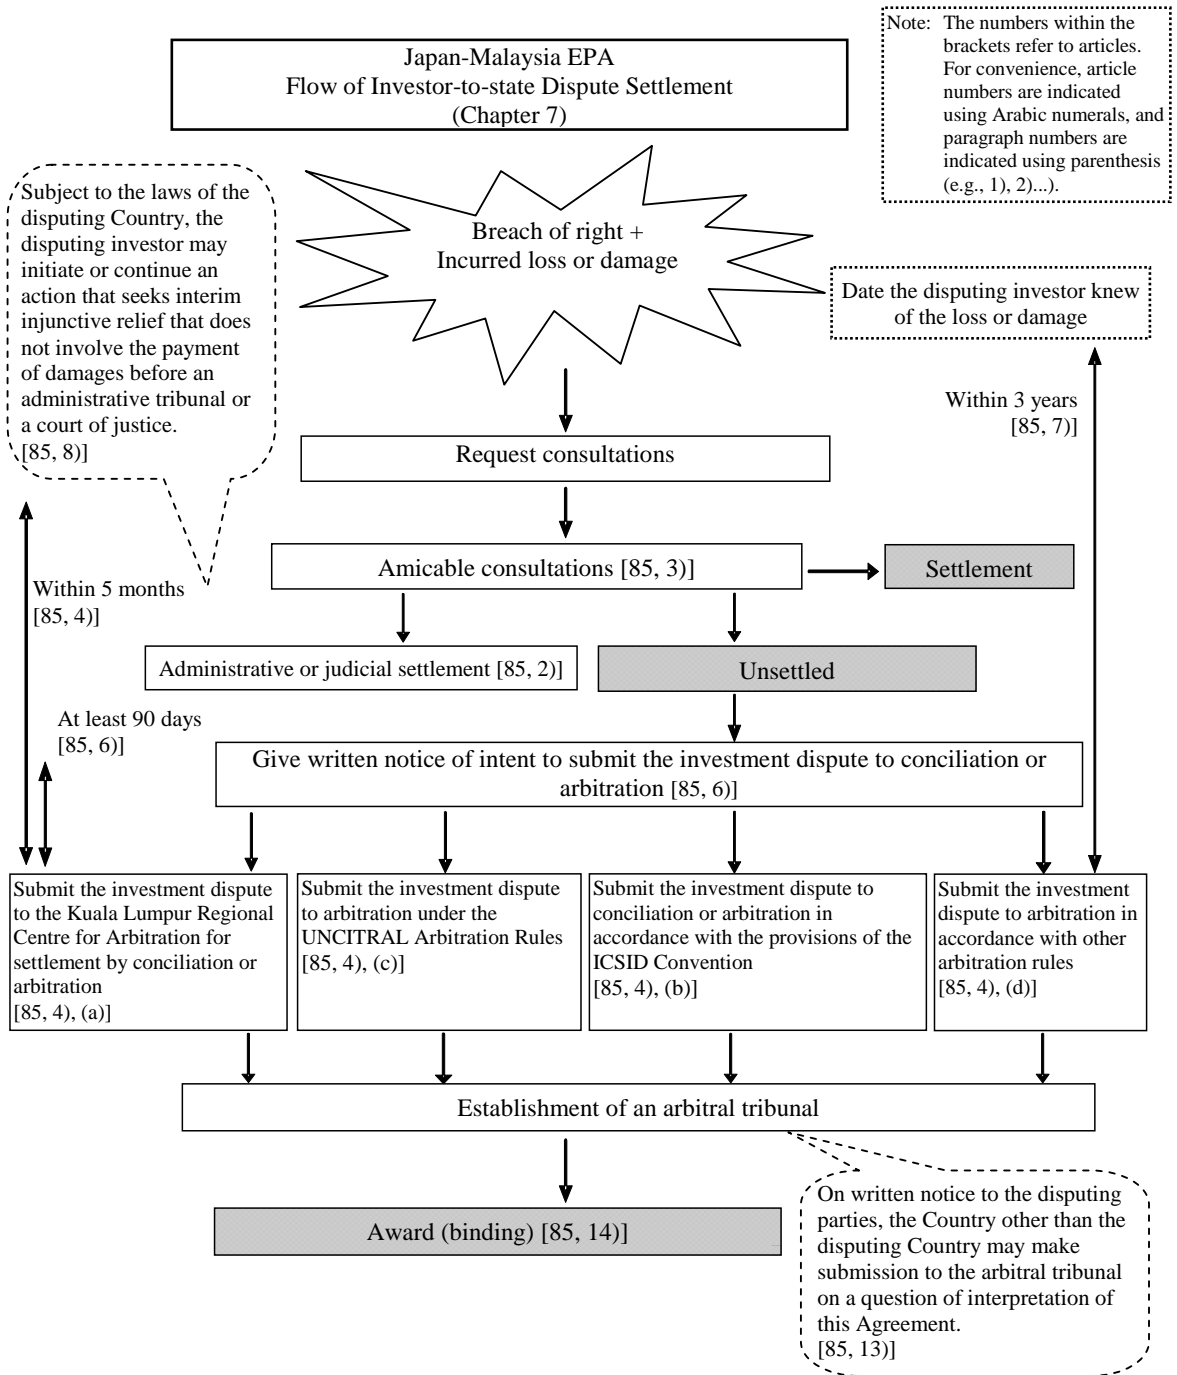 Japan-Malaysia EPA
Flow of Investor-to-state Dispute Settlement
(Chapter 7)
Note: The numbers within the
brackets refer to articles.
For convenience, article
numbers are indicated
using Arabic numerals, and
paragraph numbers are
indicated using parenthesis
(e.g., 1), 2)...).
Subject to the laws of the
disputing Country, the
disputing investor may
initiate or continue an
action that seeks interim
injunctive relief that does
not involve the payment
of damages before an
administrative tribunal or
a court of justice.
[85, 8)]
Breach of right +
Incurred loss or damage
Date the disputing investor knew
of the loss or damage
Within 3 years
[85, 7)]
Request consultations
Amicable consultations [85, 3)]
Settlement
Within 5 months
[85, 4)]
Administrative or judicial settlement [85, 2)]
Unsettled
At least 90 days
[85, 6)]
Give written notice of intent to submit the investment dispute to conciliation or
arbitration [85, 6)]
Submit the investment dispute
to the Kuala Lumpur Regional
Centre for Arbitration for
settlement by conciliation or
arbitration
[85, 4), (a)]
Submit the investment dispute
to arbitration under the
UNCITRAL Arbitration Rules
[85, 4), (c)]
Submit the investment dispute to
conciliation or arbitration in
accordance with the provisions of the
ICSID Convention
[85, 4), (b)]
Submit the investment
dispute to arbitration in
accordance with other
arbitration rules
[85, 4), (d)]
Establishment of an arbitral tribunal
Award (binding) [85, 14)]
On written notice to the disputing
parties, the Country other than the
disputing Country may make
submission to the arbitral tribunal
on a question of interpretation of
this Agreement.
[85, 13)]